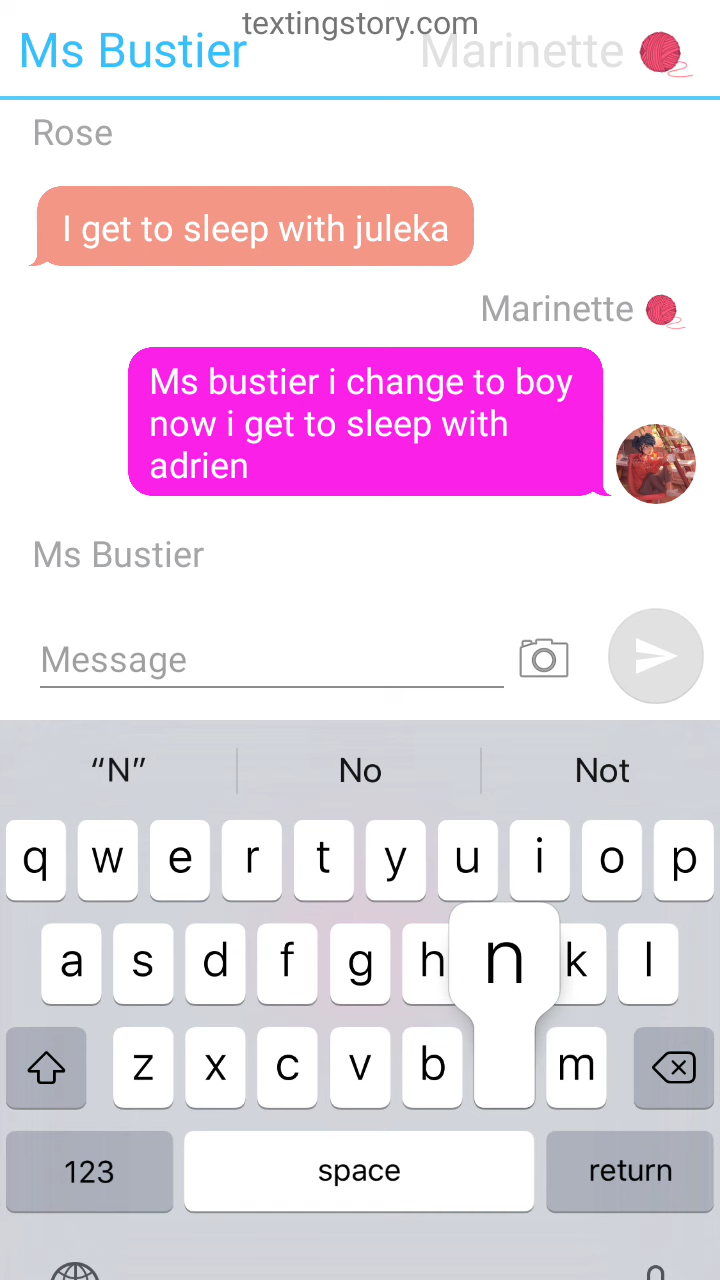 textingstory.com
Ms Bustier
Marinette
Rose
I get to sleep with juleka
Marinette
Ms bustier i change to boy
now i get to sleep with
adrien
Ms Bustier
Message
“N”
No
Not
q w e r t y u i o p
a s d f g h n k l
z x c v b m
123
space
return